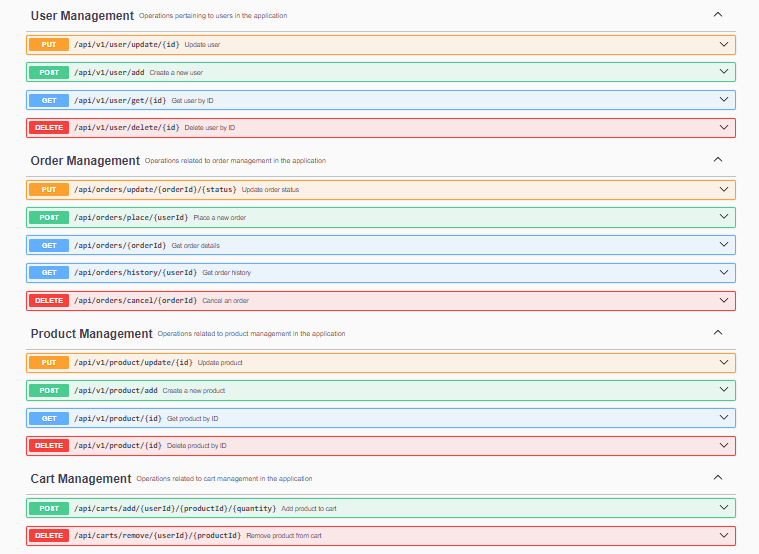 User Management Operations pertaining to users in the application
PUT /api/v1/user/update/{id} Update user
POST /api/v1/user/add Create a new user
GET /api/v1/user/get/{id} Get user by ID
DELETE /api/v1/user/delete/{id} Delete user by ID
Order Management Operations related to order management in the application
PUT /api/orders/update/{orderId}/{status} Update order status
POST /api/orders/place/{userId} Place a new order
GET /api/orders/{orderId} Get order details
GET /api/orders/history/{userId} Get order history
DELETE /api/orders/cancel/{orderId} Cancel an order
Product Management Operations related to product management in the application
PUT /api/v1/product/update/{id} Update product
POST /api/v1/product/add Create a new product
GET /api/v1/product/{id} Get product by ID
DELETE /api/v1/product/{id} Delete product by ID
Cart Management Operations related to cart management in the application
POST /api/carts/add/{userId}/{productId}/{quantity} Add product to cart
DELETE /api/carts/remove/{userId}/{productId} Remove product from cart